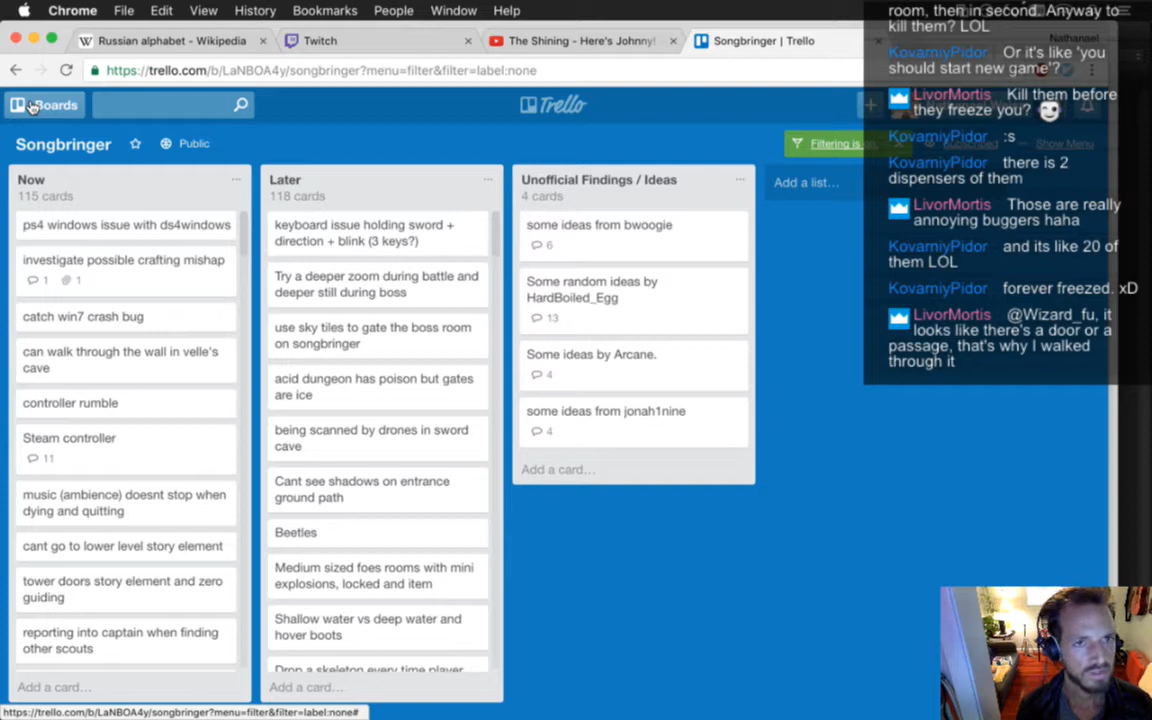 Chrome File Edit View History Bookmarks People Window Help
Russian alphabet - Wikipedia
Twitch
The Shining - Here's Johnny!
Songbringer | Trello
Nathanael
https://trello.com/b/LaNBOA4y/songbringer?menu=filter&filter=label:none
Boards
Trello
Songbringer
Public
Filtering is on.
Subscribed
Show Menu
Now
115 cards
ps4 windows issue with ds4windows
investigate possible crafting mishap
1 1
catch win7 crash bug
can walk through the wall in velle's
cave
controller rumble
Steam controller
11
music (ambience) doesnt stop when
dying and quitting
cant go to lower level story element
tower doors story element and zero
guiding
reporting into captain when finding
other scouts
Add a card…
Later
118 cards
keyboard issue holding sword +
direction + blink (3 keys?)
Try a deeper zoom during battle and
deeper still during boss
use sky tiles to gate the boss room
on songbringer
acid dungeon has poison but gates
are ice
being scanned by drones in sword
cave
Cant see shadows on entrance
ground path
Beetles
Medium sized foes rooms with mini
explosions, locked and item
Shallow water vs deep water and
hover boots
Drop a skeleton every time player
Add a card…
Unofficial Findings / Ideas
4 cards
some ideas from bwoogie
6
Some random ideas by
HardBoiled_Egg
13
Some ideas by Arcane.
4
some ideas from jonah1nine
4
Add a card…
Add a list…
room, then in second. Anyway to
kill them? LOL
KovarniyPidor Or it's like 'you
should start new game'?
LivorMortis Kill them before
they freeze you?
KovarniyPidor :s
KovarniyPidor there is 2
dispensers of them
LivorMortis Those are really
annoying buggers haha
KovarniyPidor and its like 20 of
them LOL
KovarniyPidor forever freezed. xD
LivorMortis @Wizard_fu, it
looks like there's a door or a
passage, that's why I walked
through it
https://trello.com/b/LaNBOA4y/songbringer?menu=filter&filter=label:none#